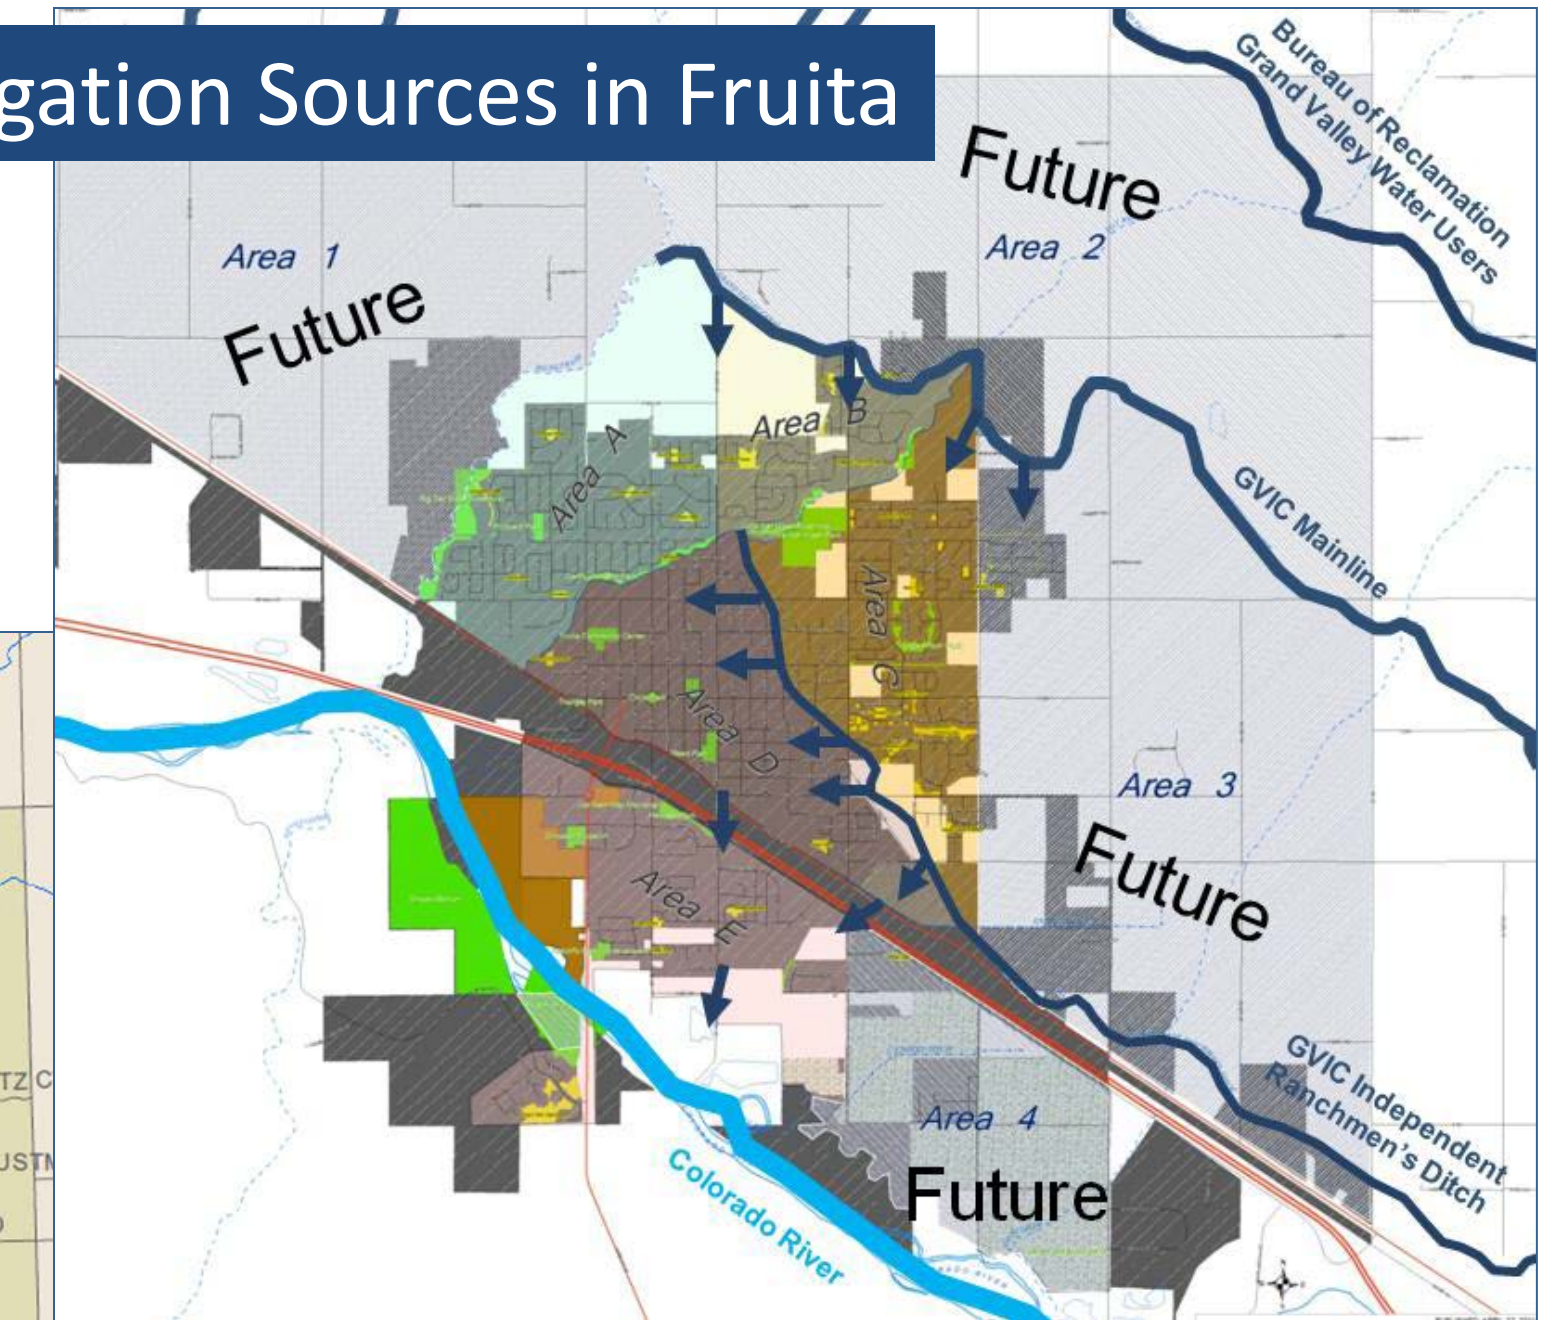 gation Sources in Fruita
Bureau of Reclamation
Grand Valley Water Users
Future
Area 1
Area 2
Future
Area B
Area A
GVIC Mainline
Area C
Area D
Area 3
Future
Area E
GVIC Independent
Ranchmen's Ditch
TZ C
Area 4
Colorado River
Future